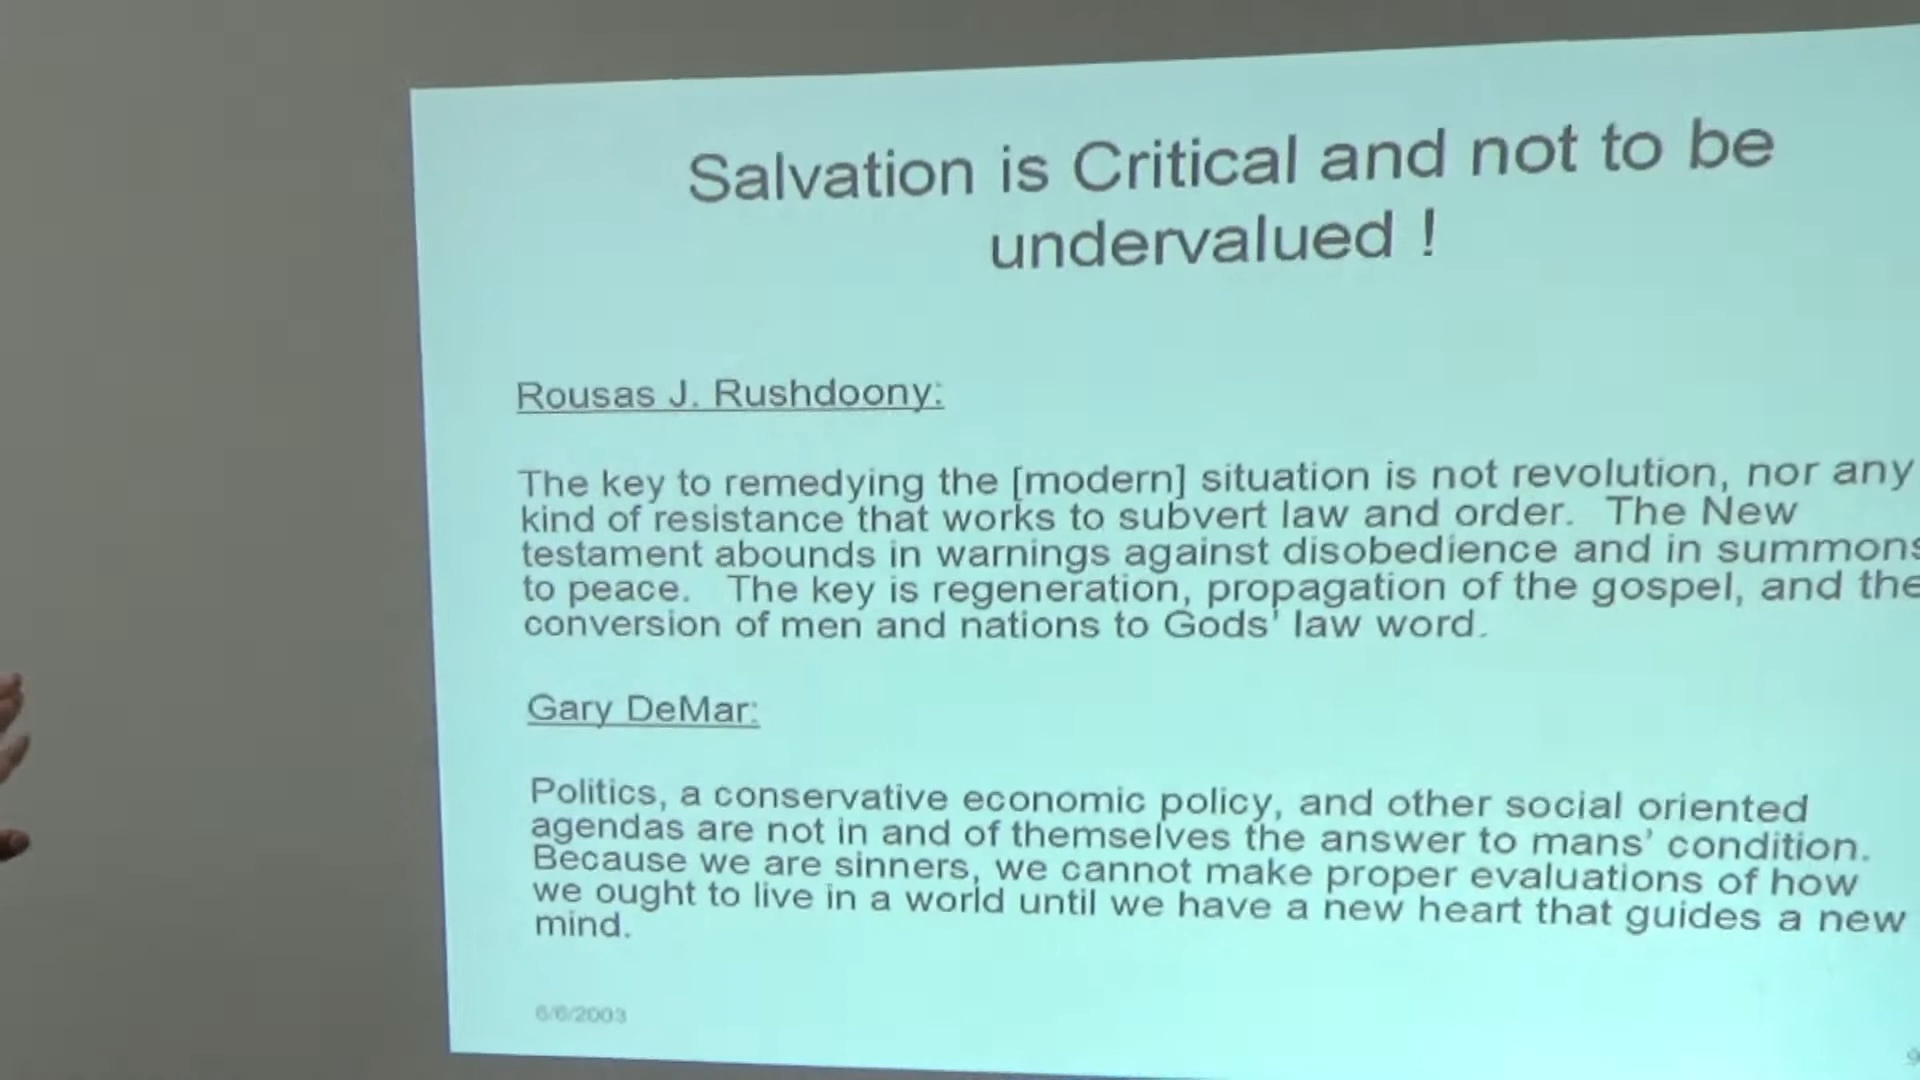 Salvation is Critical and not to be
undervalued !
Rousas J. Rushdoony:
The key to remedying the [modern] situation is not revolution, nor any
kind of resistance that works to subvert law and order. The New
testament abounds in warnings against disobedience and in summons
to peace. The key is regeneration, propagation of the gospel, and the
conversion of men and nations to Gods' law word.
Gary DeMar:
Politics, a conservative economic policy, and other social oriented
agendas are not in and of themselves the answer to mans' condition.
Because we are sinners, we cannot make proper evaluations of how
we ought to live in a world until we have a new heart that guides a new
mind.
6/6/2003